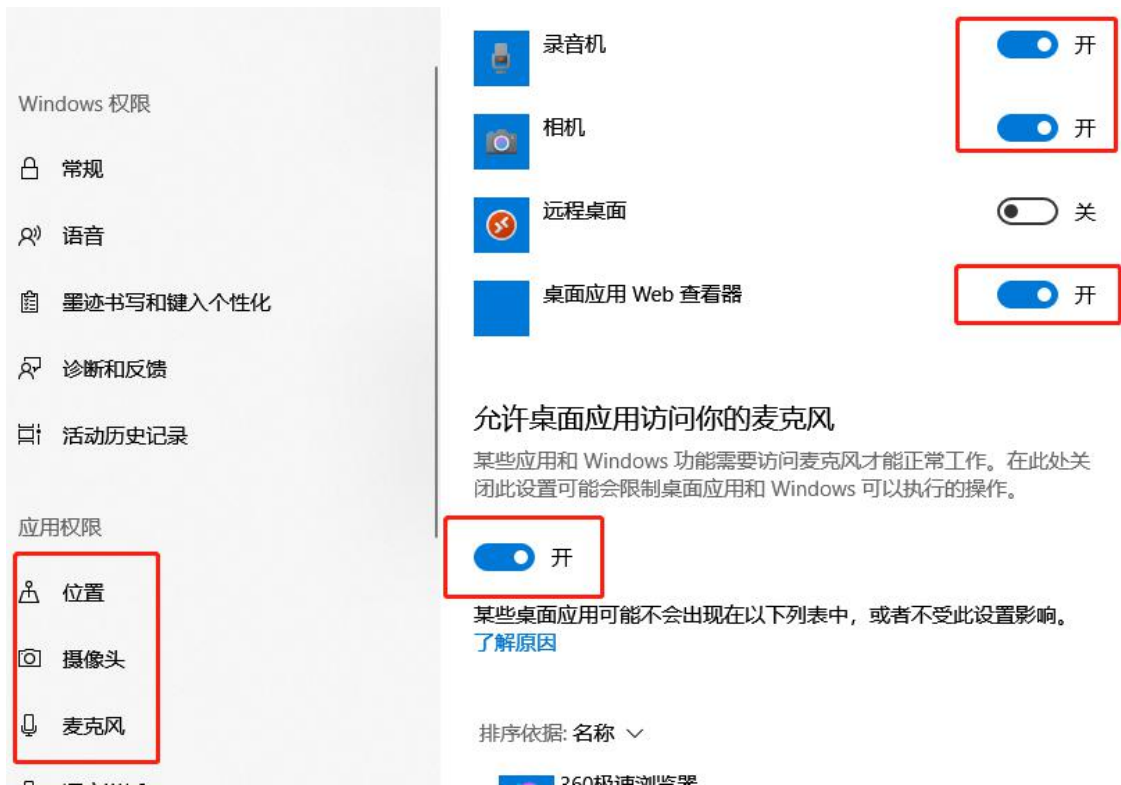 Windows 权限
常规
语音
墨迹书写和键入个性化
诊断和反馈
活动历史记录
应用权限
位置
摄像头
麦克风
录音机
开
相机
开
远程桌面
关
桌面应用 Web 查看器
开
允许桌面应用访问你的麦克风
某些应用和 Windows 功能需要访问麦克风才能正常工作。在此处关
闭此设置可能会限制桌面应用和 Windows 可以执行的操作。
开
某些桌面应用可能不会出现在以下列表中，或者不受此设置影响。
了解原因
排序依据: 名称
360极速浏览器